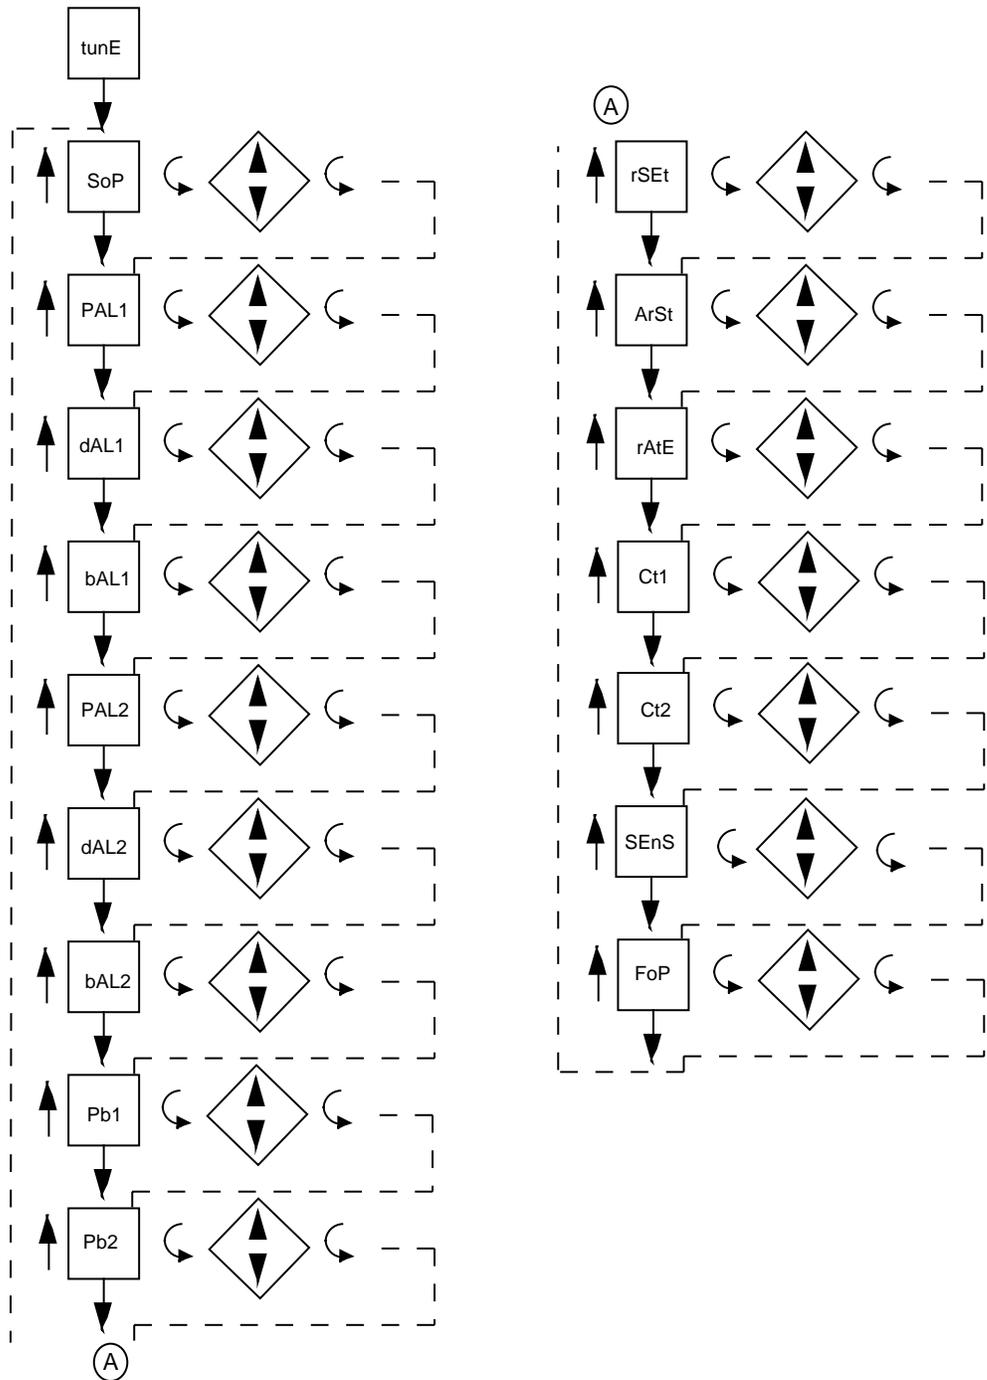 tunE
SoP
PAL1
dAL1
bAL1
PAL2
dAL2
bAL2
Pb1
Pb2
A
A
rSEt
ArSt
rAtE
Ct1
Ct2
SEnS
FoP